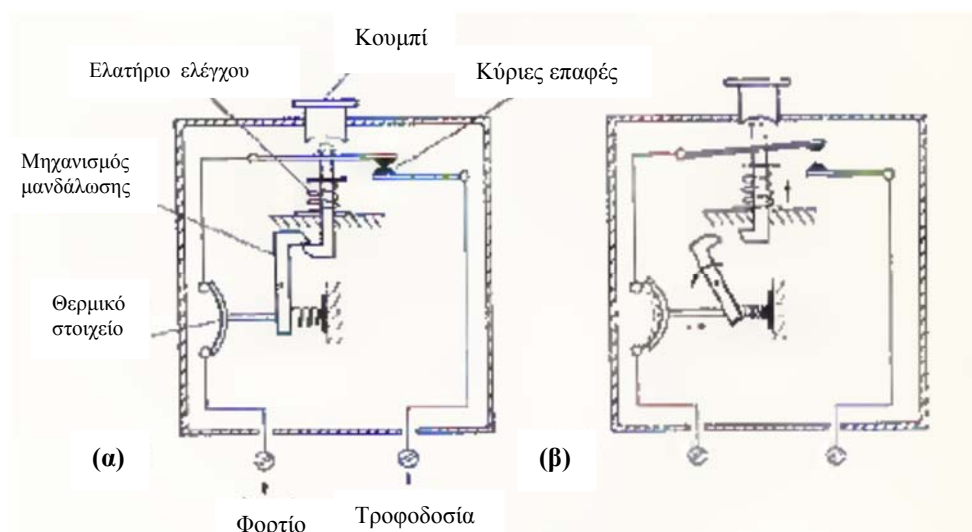 Κουμπί
Ελατήριο ελέγχου
Κύριες επαφές
Μηχανισμός
μανδάλωσης
Θερμικό
στοιχείο
(α)
(β)
Φορτίο
Τροφοδοσία